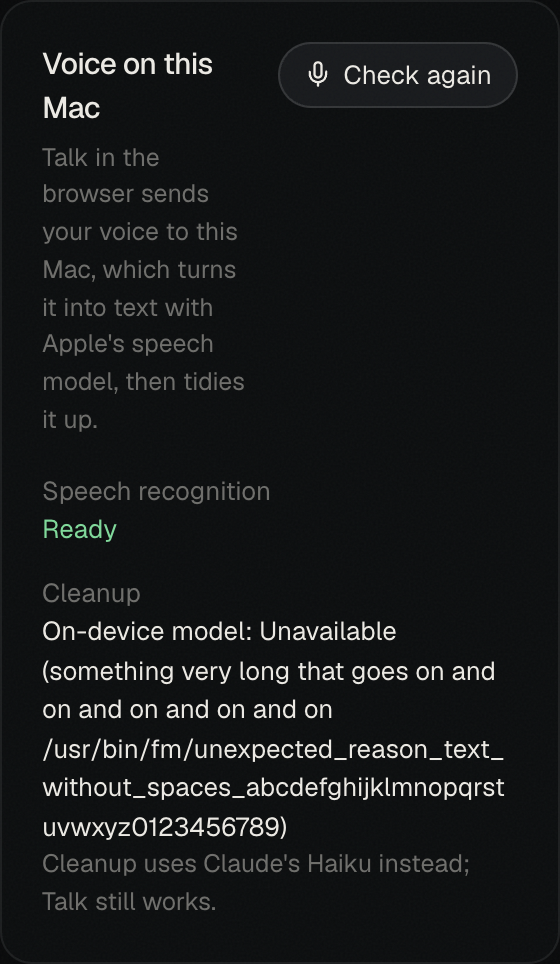 Voice on this
Mac
Check again
Talk in the
browser sends
your voice to this
Mac, which turns
it into text with
Apple's speech
model, then tidies
it up.
Speech recognition
Ready
Cleanup
On-device model: Unavailable
(something very long that goes on and
on and on and on and on
/usr/bin/fm/unexpected_reason_text_
without_spaces_abcdefghijklmnopqrst
uvwxyz0123456789)
Cleanup uses Claude's Haiku instead;
Talk still works.